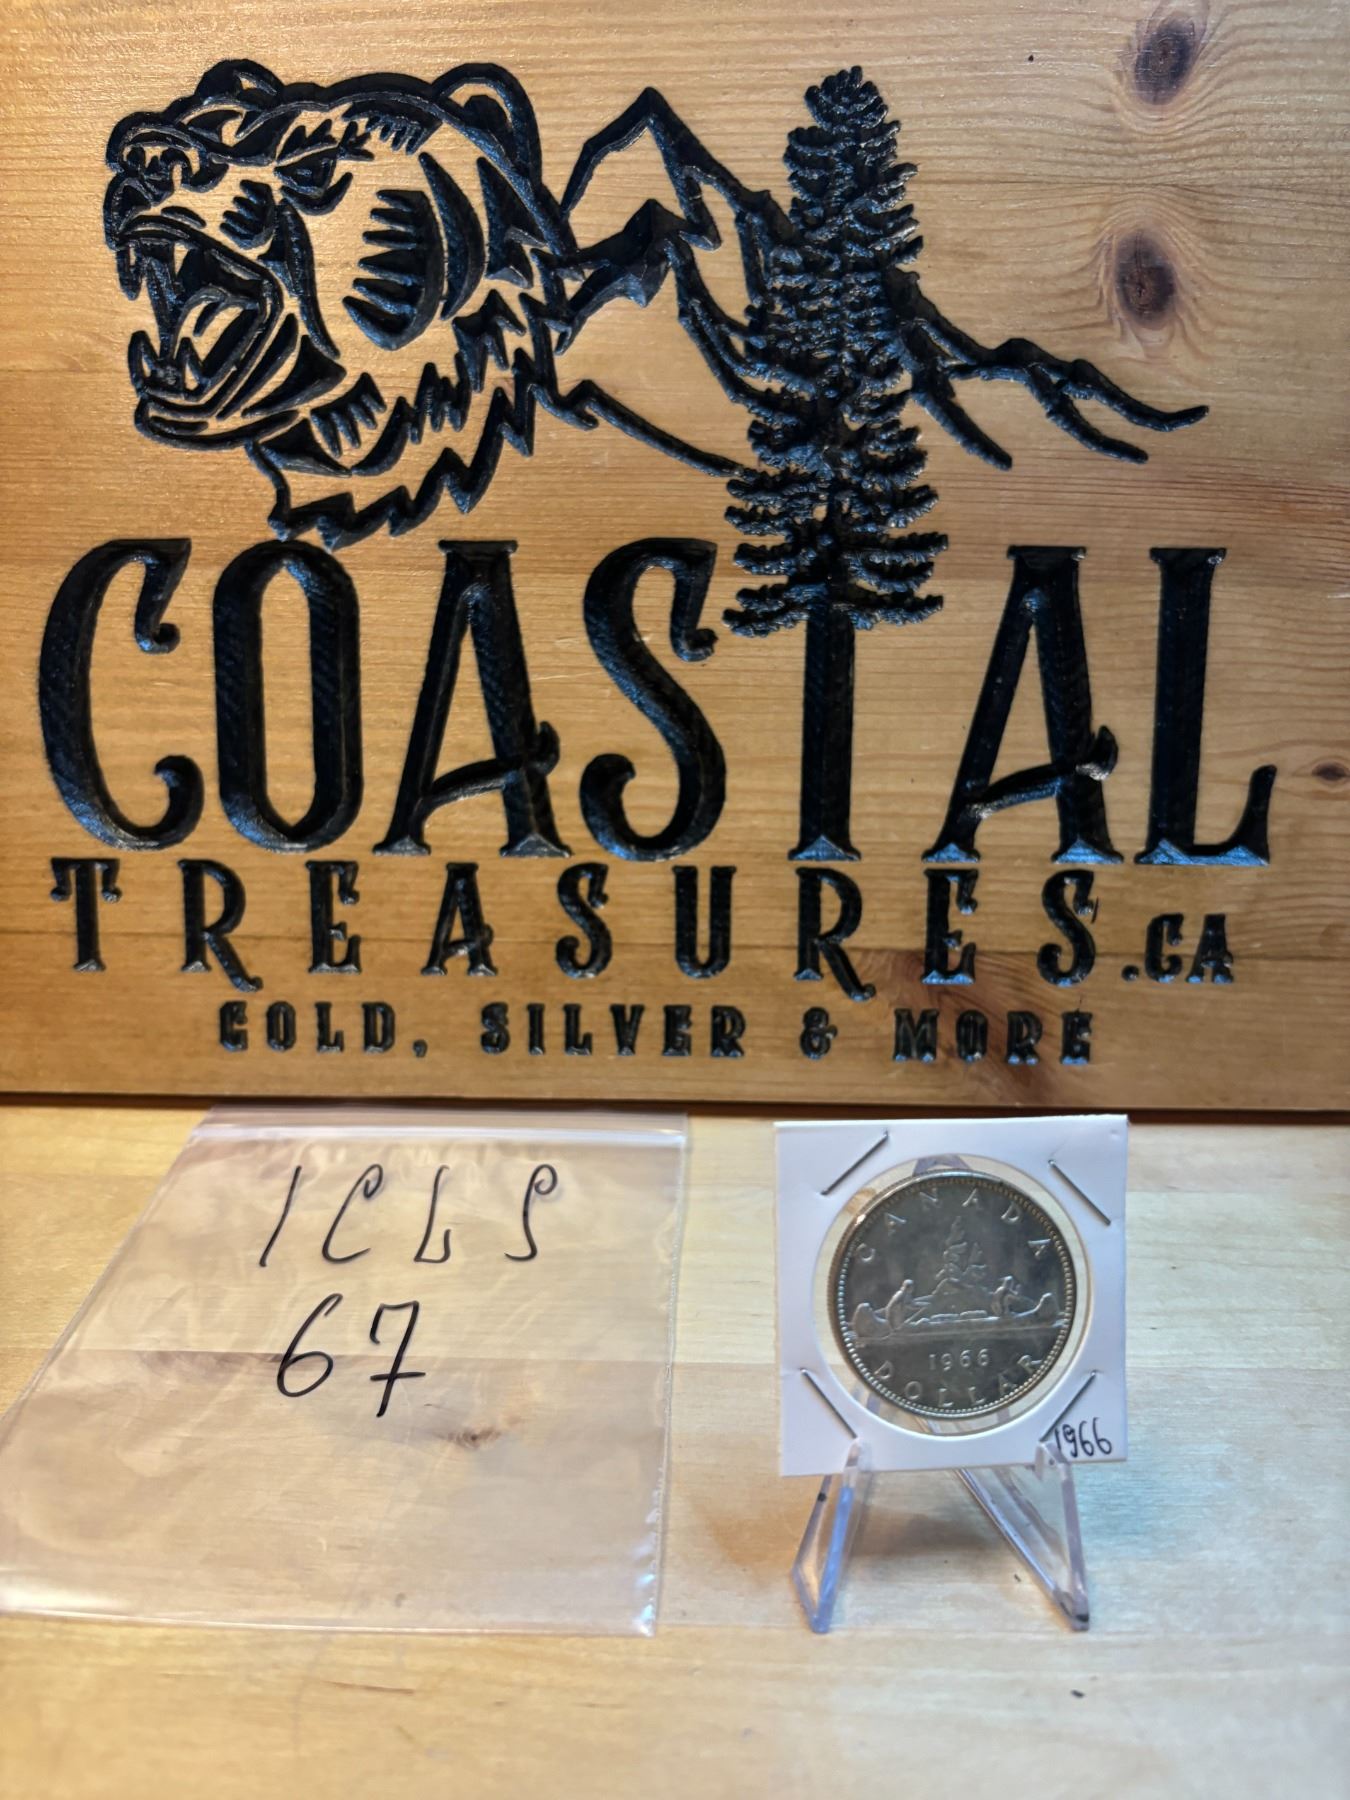 COASTAL
TREASURES.CA
GOLD, SILVER & MORE
ICLS
67
CANADA
1966
DOLLAR
1966